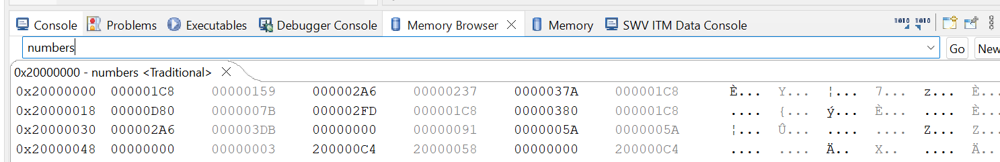 Console Problems Executables Debugger Console Memory Browser Memory SWV ITM Data Console
numbers Go New
0x20000000 - numbers <Traditional>
0x20000000 000001C8 00000159 000002A6 00000237 0000037A 000001C8 È... Y... ¦... 7... z... È...
0x20000018 00000D80 0000007B 000002FD 000001C8 00000380 000001C8 .... {... ý... È... .... È...
0x20000030 000002A6 000003DB 00000000 00000091 0000005A 0000005A ¦... Û... .... .... Z... Z...
0x20000048 00000000 00000003 200000C4 20000058 00000000 200000C4 .... .... Ä.. X.. .... Ä..